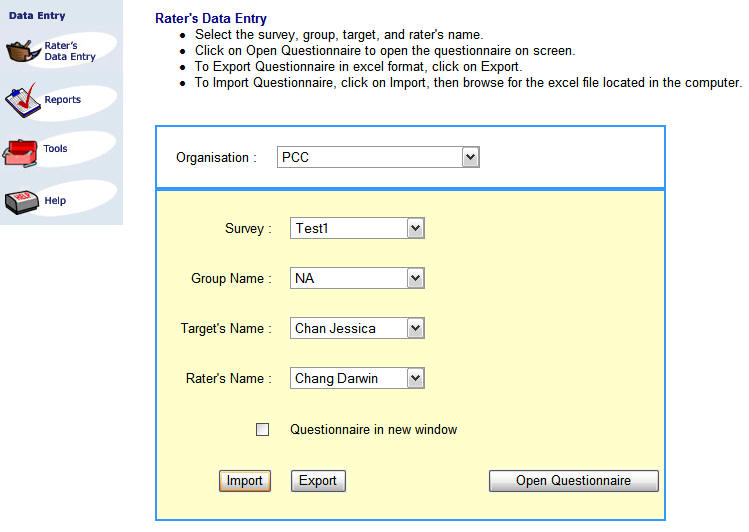 Data Entry
Rater's
Data Entry
Reports
Tools
HELP
Help
Rater's Data Entry
• Select the survey, group, target, and rater's name.
• Click on Open Questionnaire to open the questionnaire on screen.
• To Export Questionnaire in excel format, click on Export.
• To Import Questionnaire, click on Import, then browse for the excel file located in the computer.
Organisation : PCC
Survey : Test1
Group Name : NA
Target's Name : Chan Jessica
Rater's Name : Chang Darwin
Questionnaire in new window
Import Export Open Questionnaire